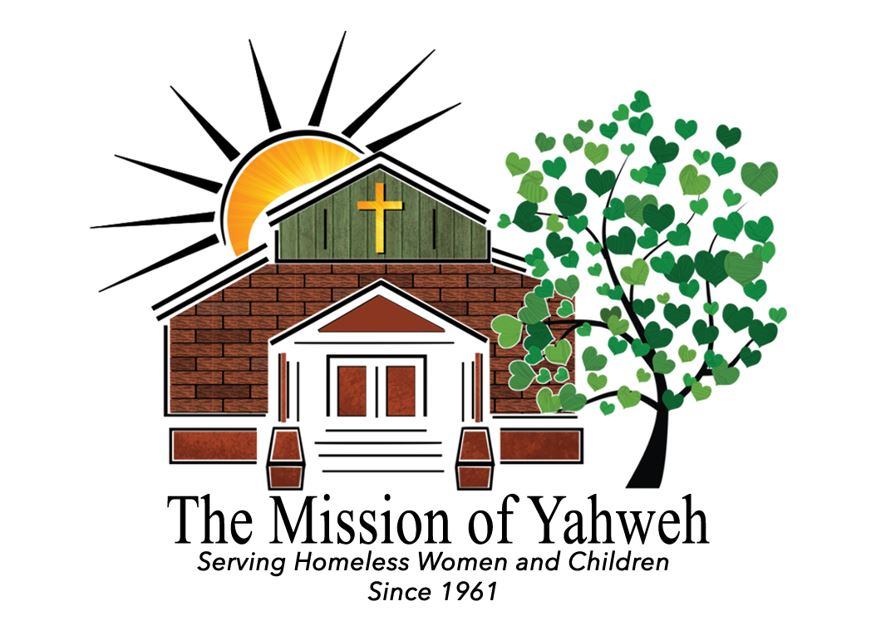 The Mission of Yahweh
Serving Homeless Women and Children
Since 1961